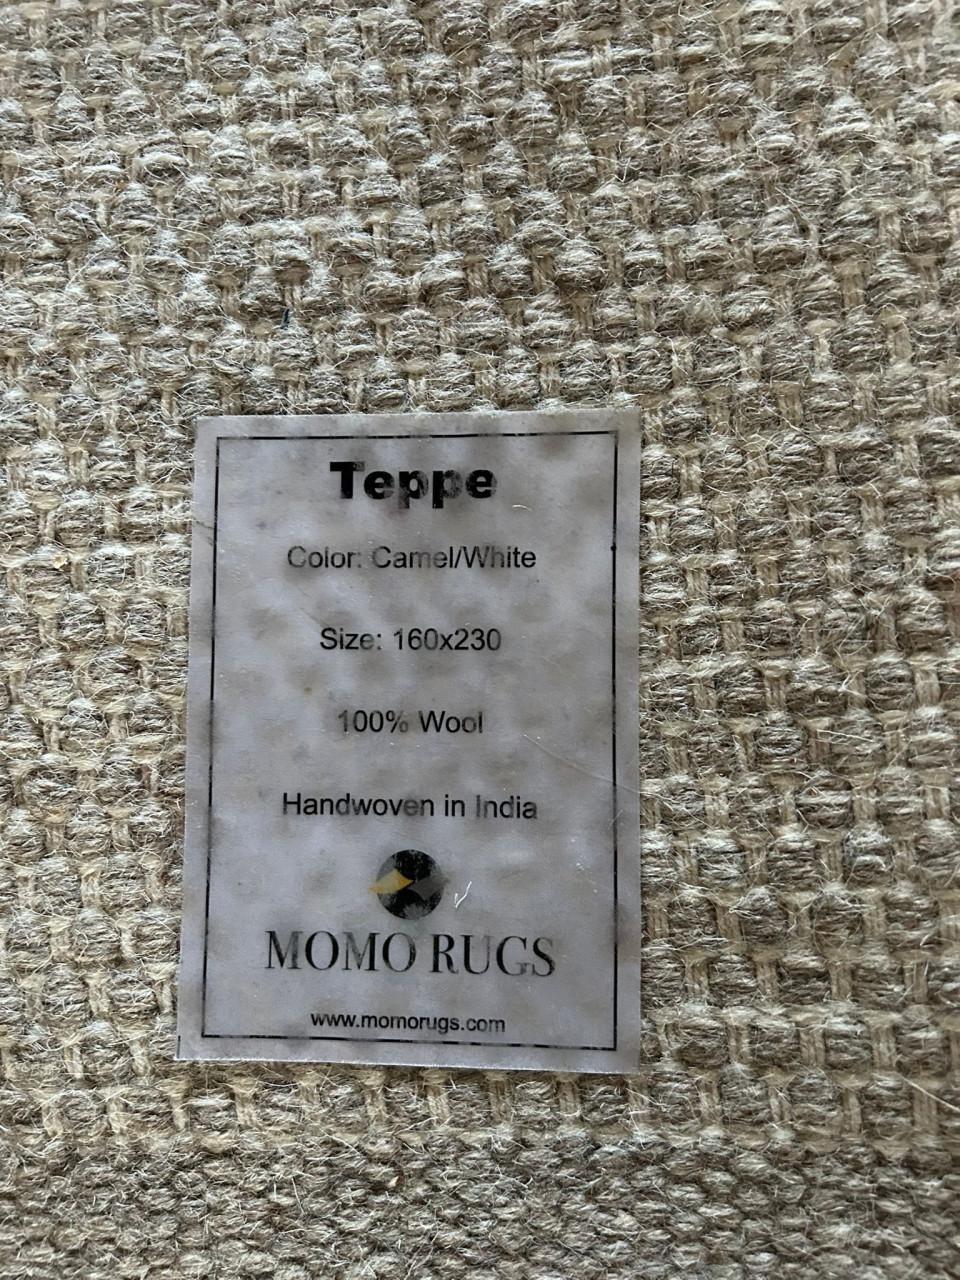 Teppe
Color: Camel/White
Size: 160x230
100% Wool
Handwoven in India
MOMO RUGS
www.momorugs.com